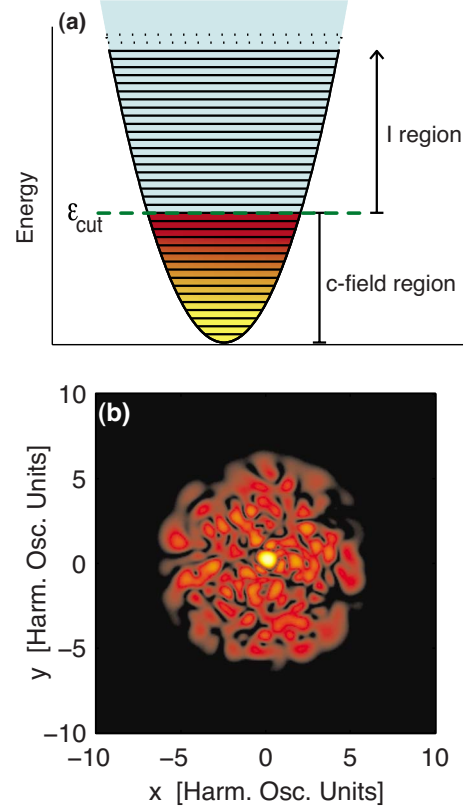 (a)
Energy
εcut
I region
c-field region
(b)
10
5
0
−5
−10
y [Harm. Osc. Units]
−10
−5
0
5
10
x [Harm. Osc. Units]